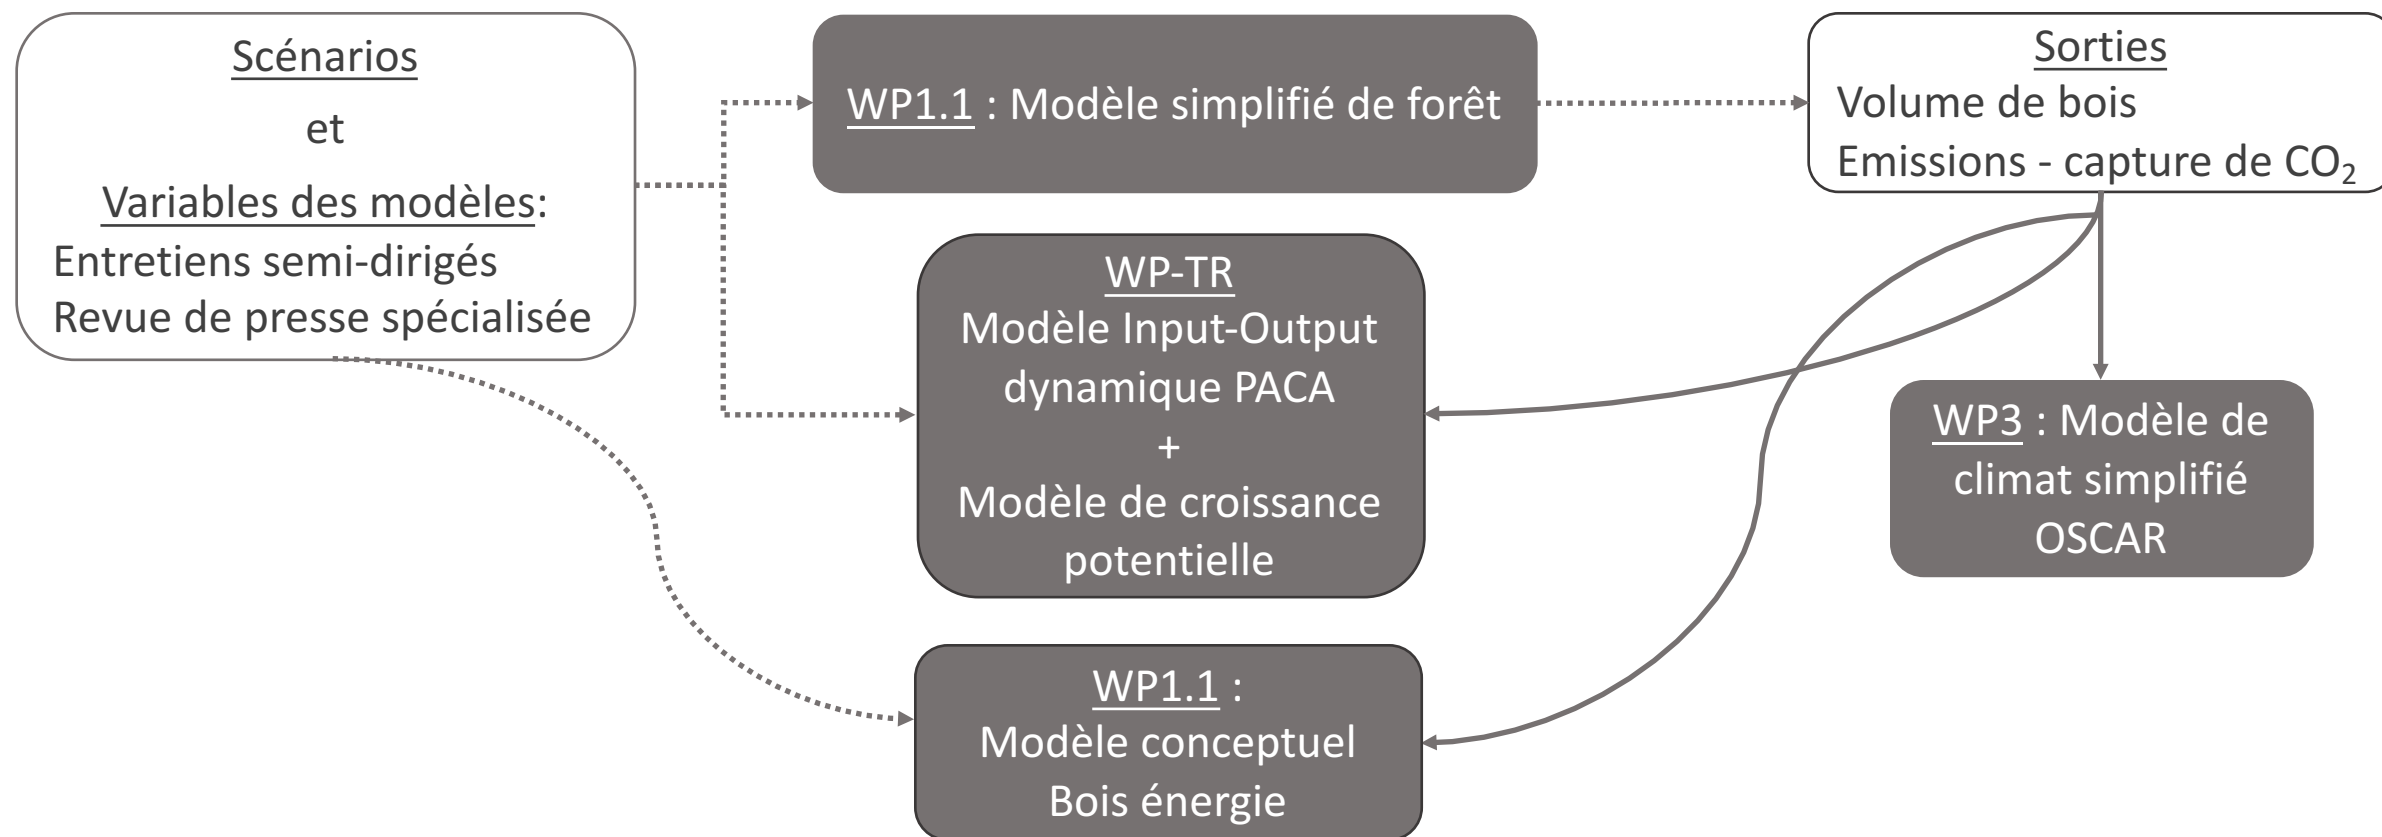 Scénarios
et
Variables des modèles:
Entretiens semi-dirigés
Revue de presse spécialisée
WP1.1 : Modèle simplifié de forêt
Sorties
Volume de bois
Emissions - capture de CO₂
WP-TR
Modèle Input-Output
dynamique PACA
+
Modèle de croissance
potentielle
WP3 : Modèle de
climat simplifié
OSCAR
WP1.1 :
Modèle conceptuel
Bois énergie